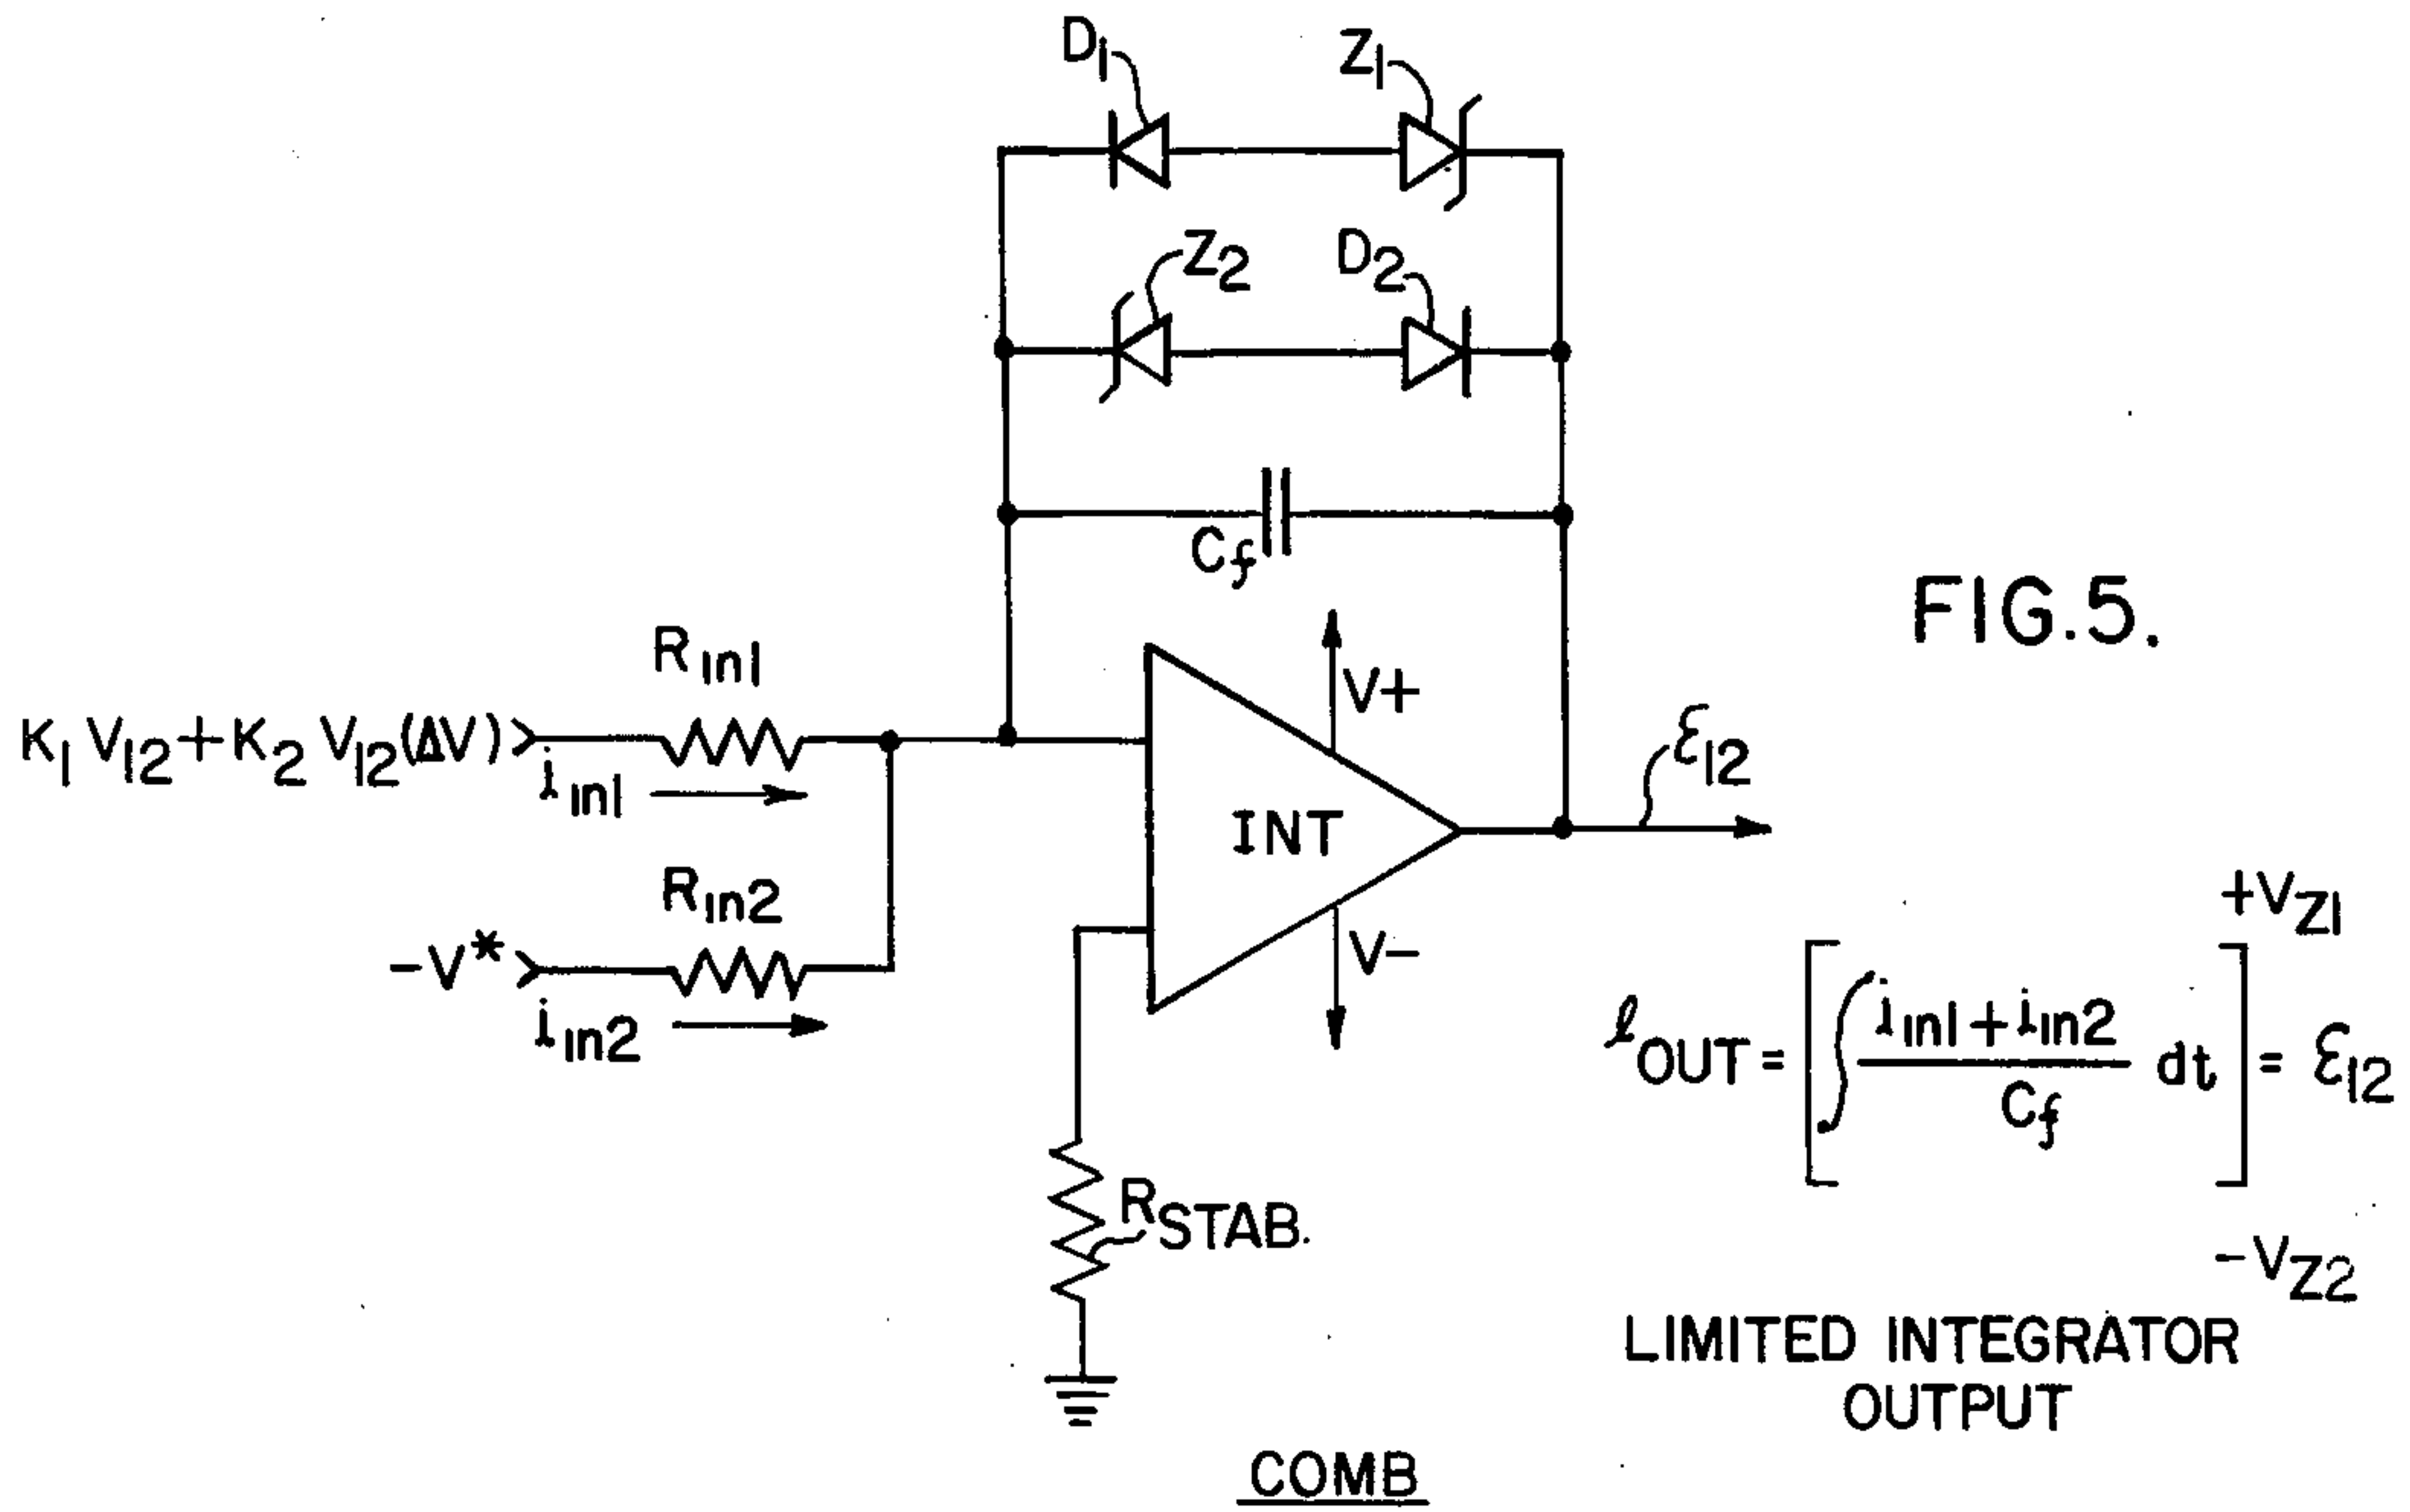 D1
Z1
Z2
D2
Cf
FIG.5.
Rin1
V+
K1 V12+K2 V12(ΔV)
iin1
ε12
INT
Rin2
V-
-V*
iin2
+VZ1
ℓOUT = [∫ iin1+iin2 / Cf dt] = ε12
-VZ2
RSTAB.
LIMITED INTEGRATOR
OUTPUT
COMB